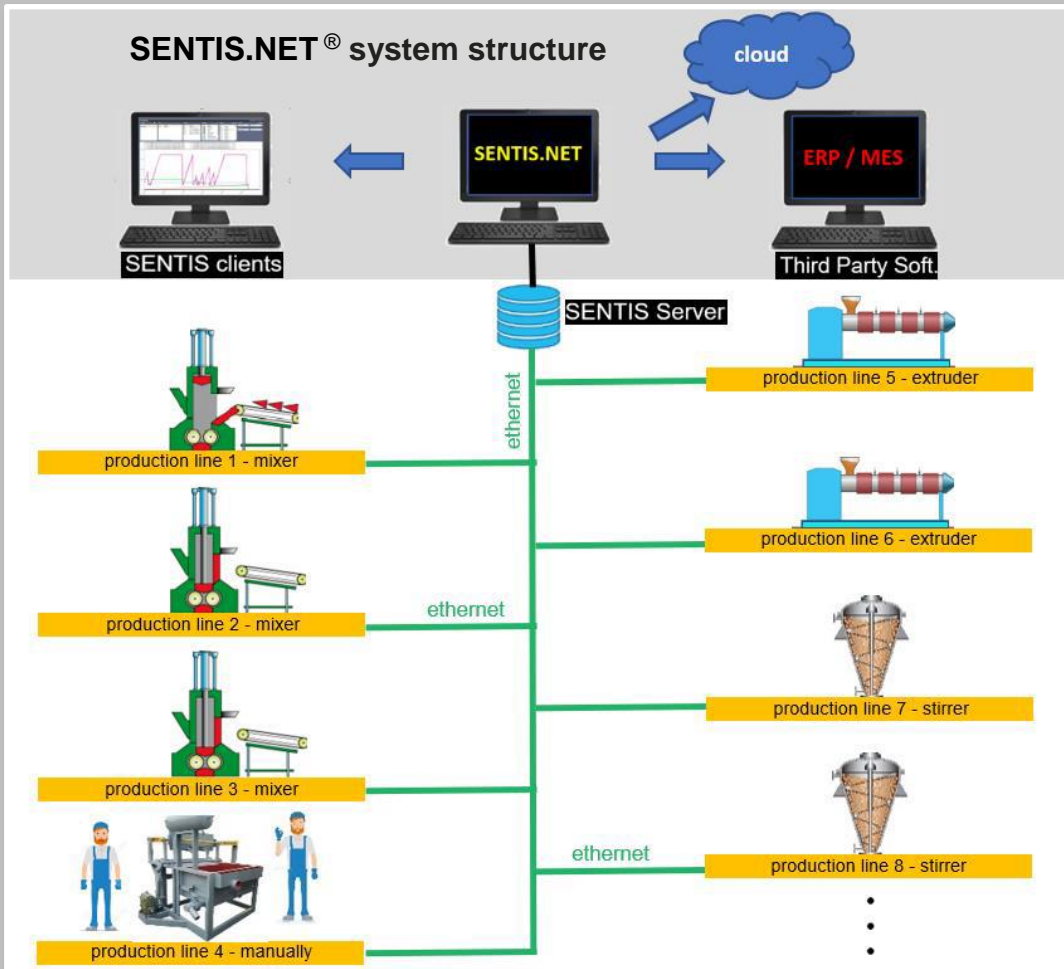 SENTIS.NET ® system structure
cloud
SENTIS.NET
ERP / MES
SENTIS clients
Third Party Soft.
SENTIS Server
production line 5 - extruder
ethernet
production line 1 - mixer
production line 6 - extruder
ethernet
production line 2 - mixer
production line 7 - stirrer
production line 3 - mixer
ethernet
production line 8 - stirrer
production line 4 - manually